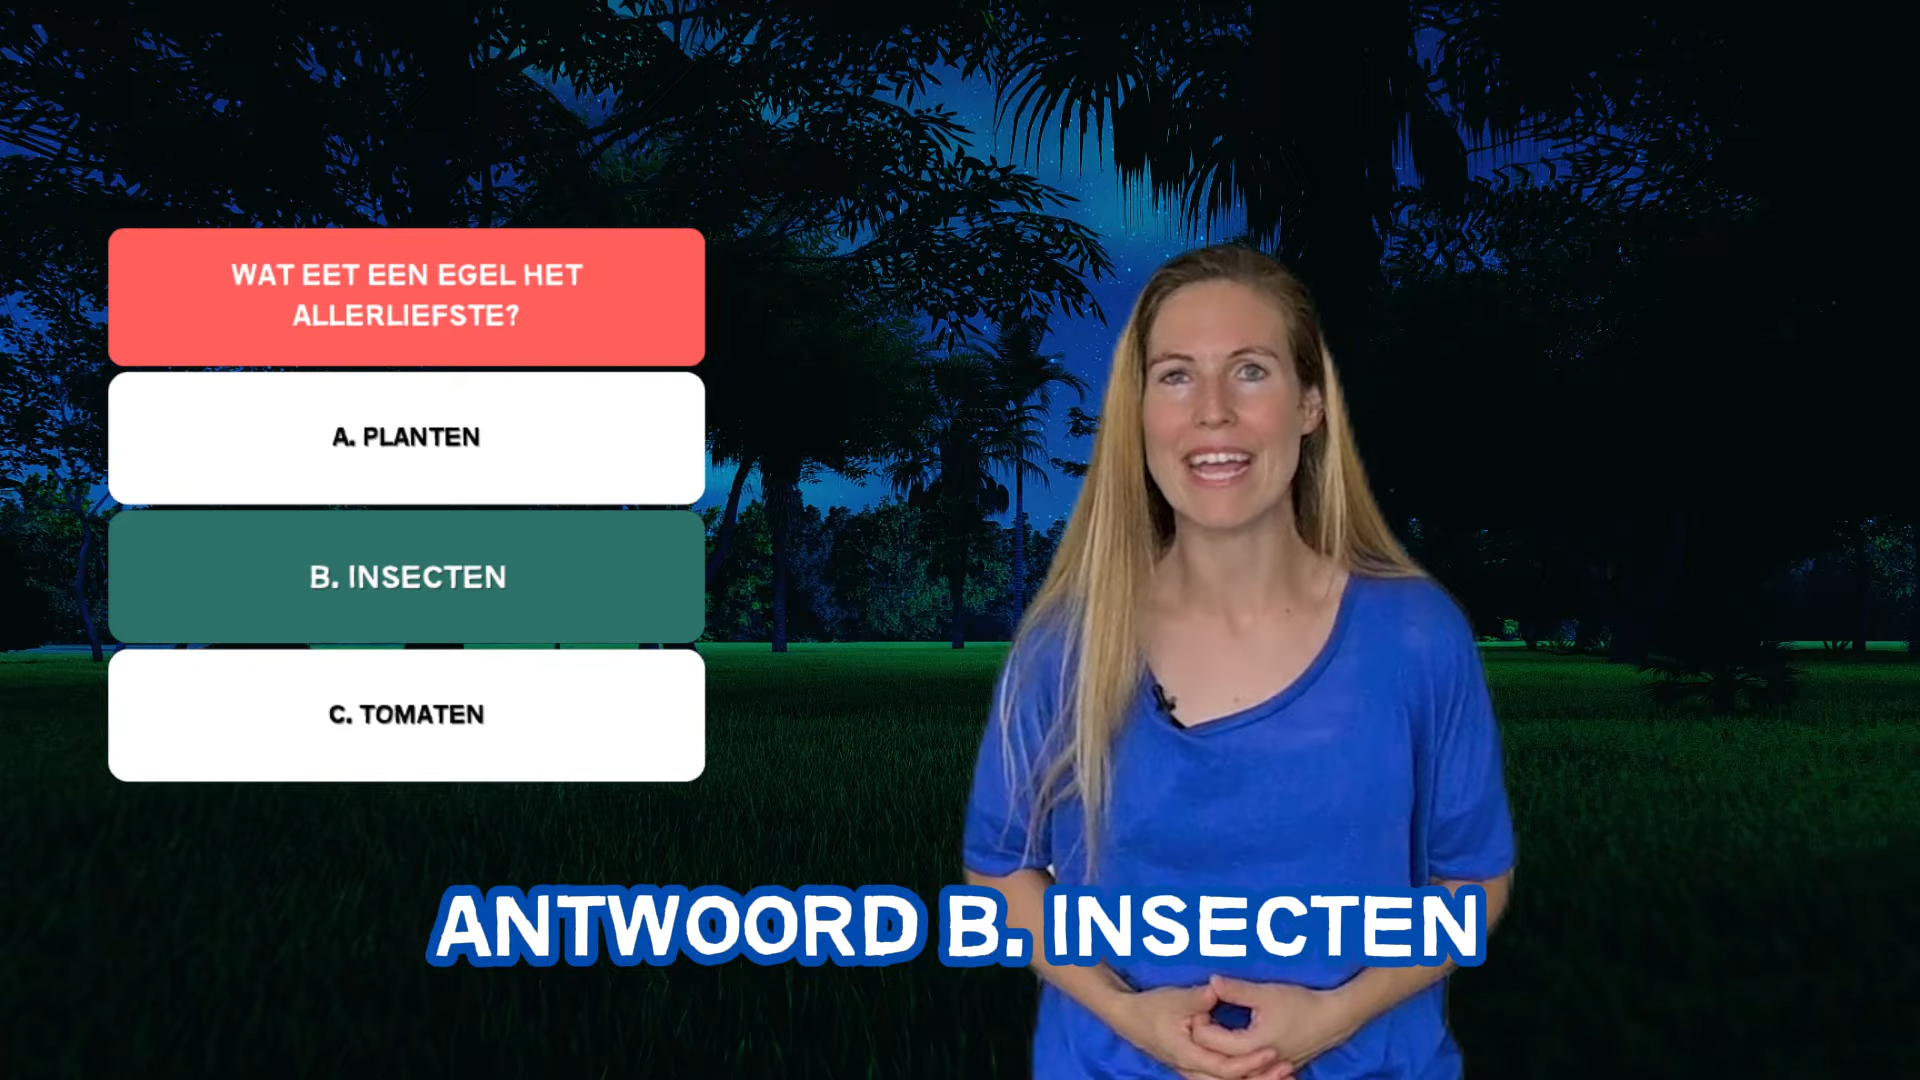 WAT EET EEN EGEL HET
ALLERLIEFSTE?
A. PLANTEN
B. INSECTEN
C. TOMATEN
ANTWOORD B. INSECTEN